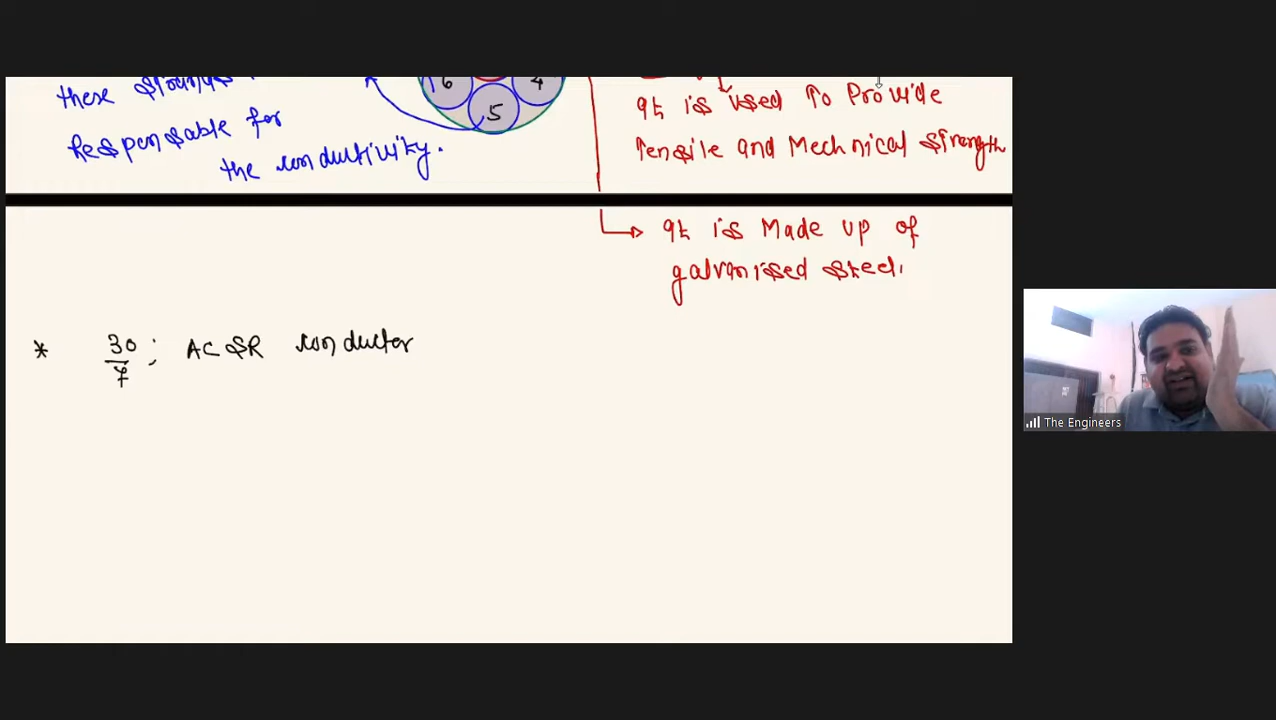 these
Responsable for
the conductivity.
6
4
5
It is used To Provide
Tensile and Mechnical strength
It is Made up of
galvanised steel.
* 30/7 ; ACSR conductor
The Engineers